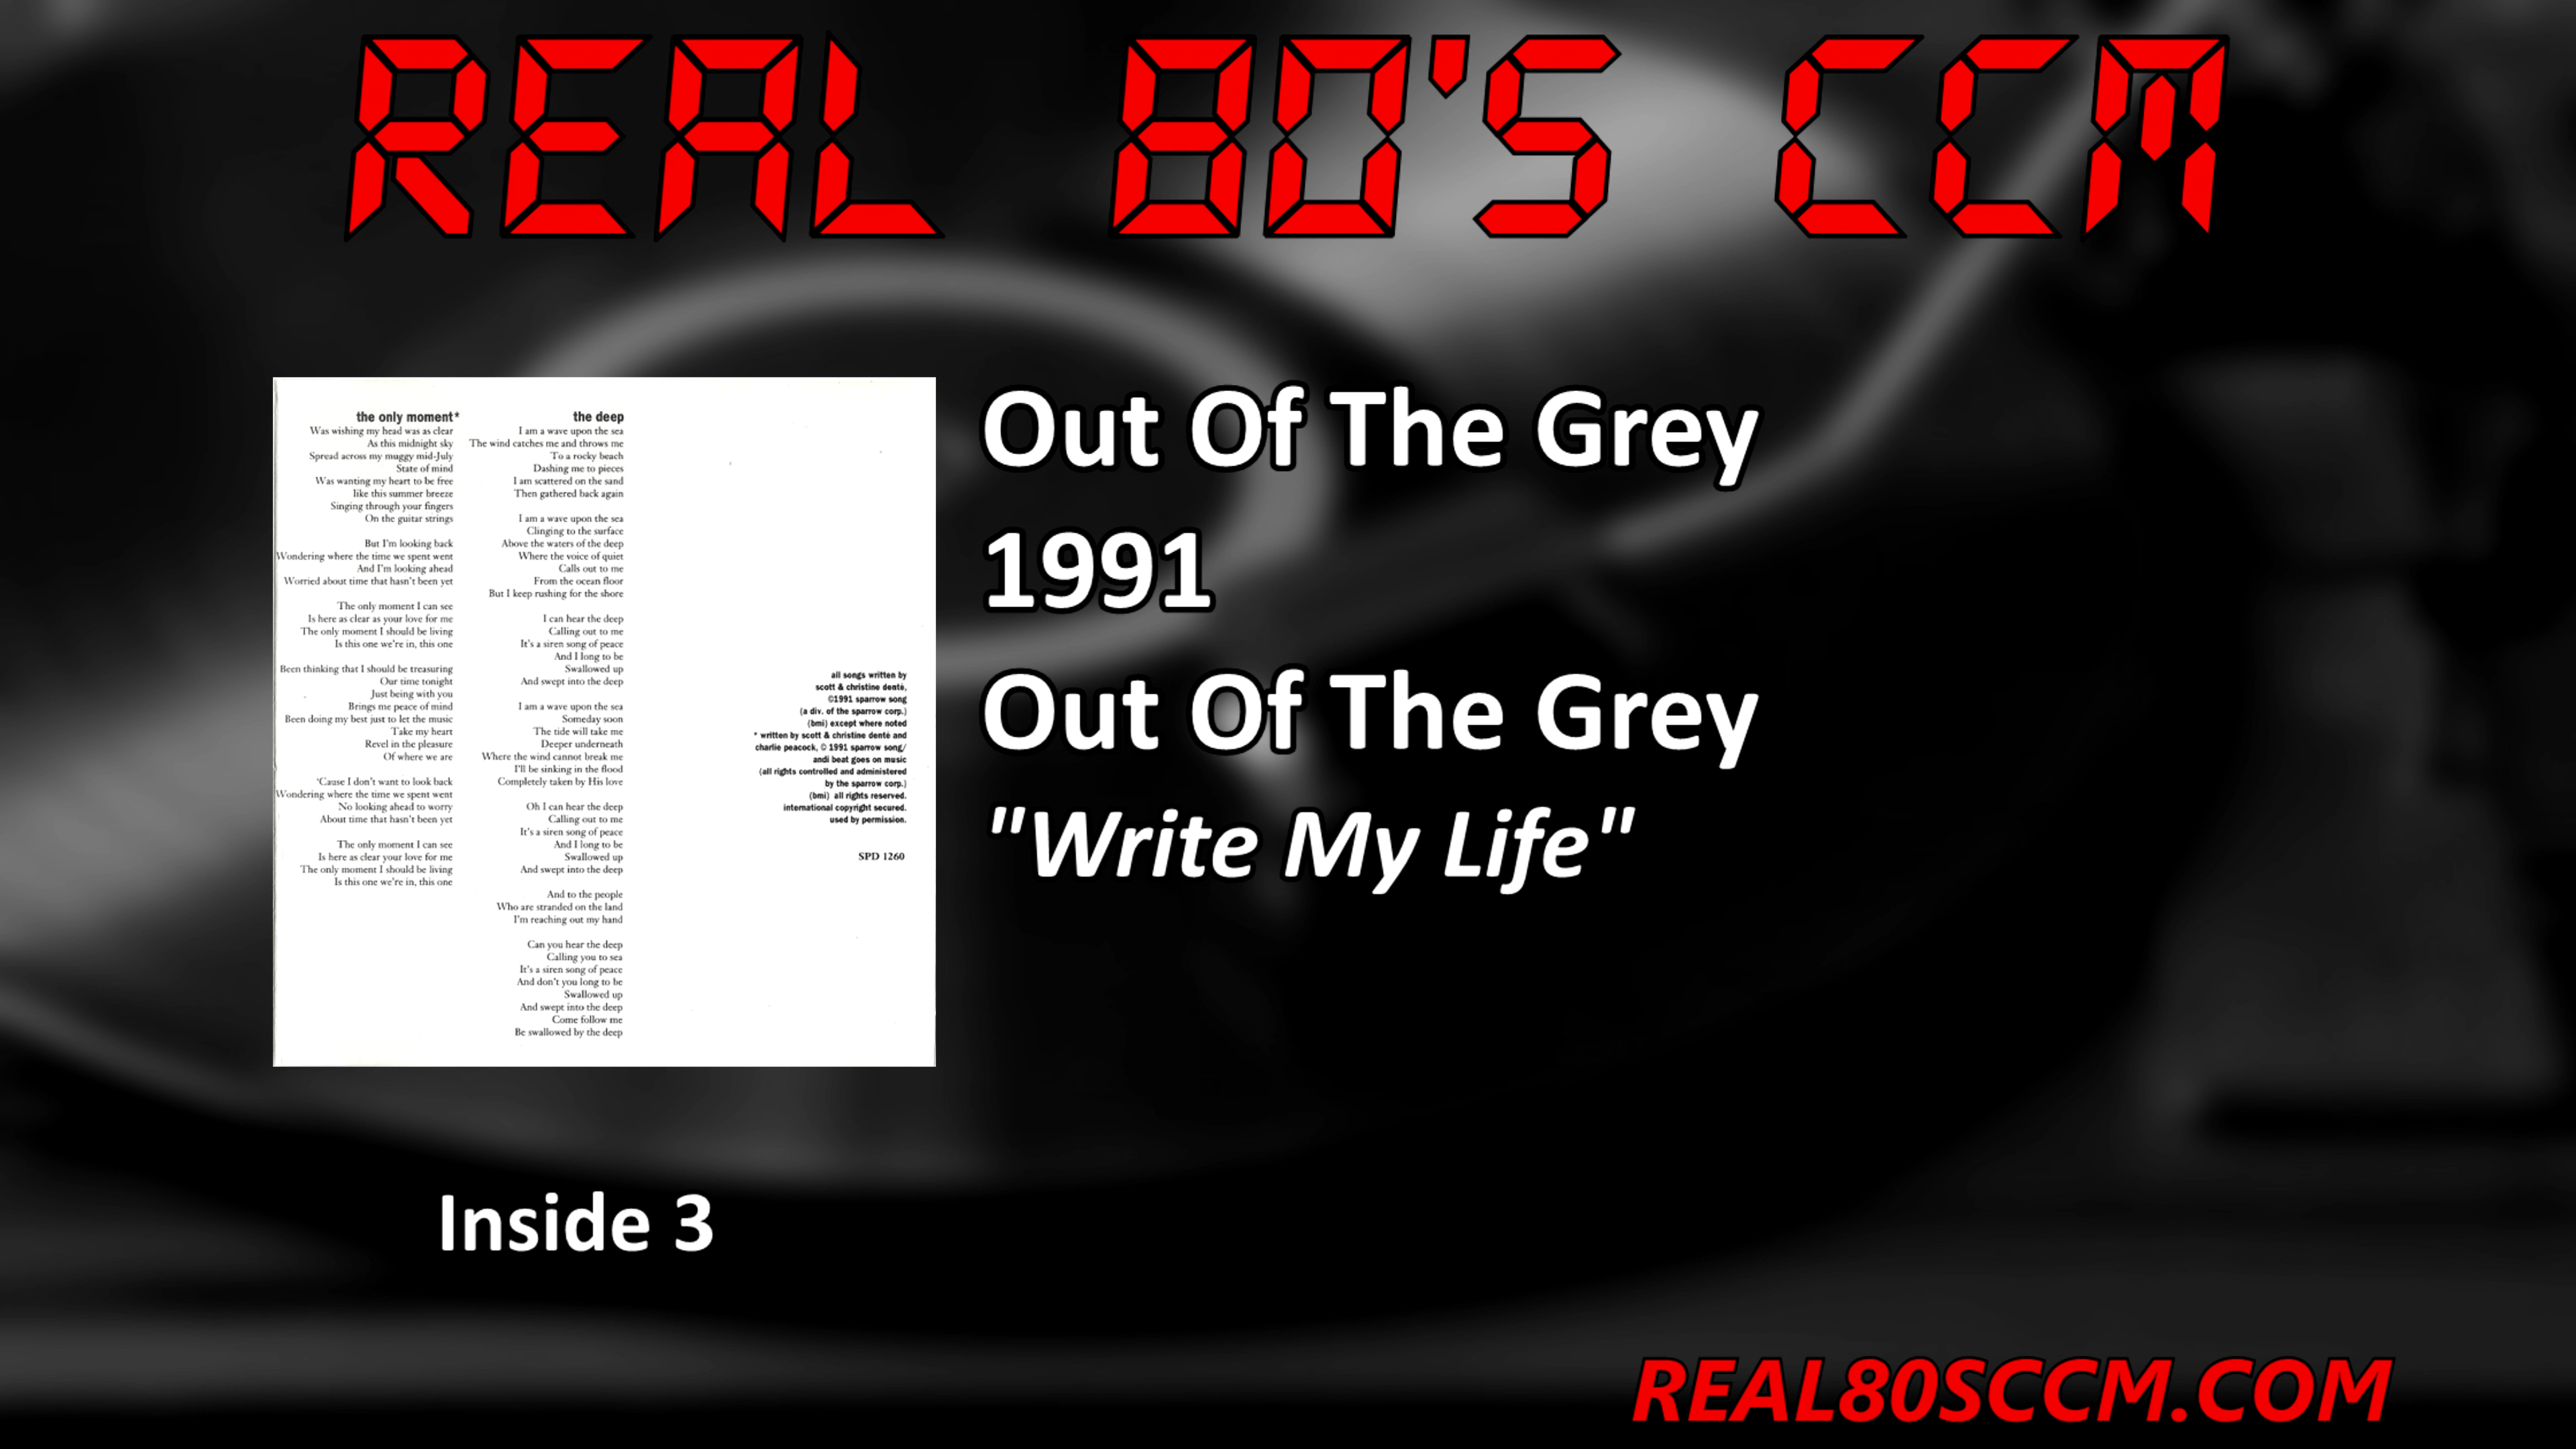 REAL 80'S CCM
the only moment*
Was wishing my head was as clear
As this midnight sky
Spread across my muggy mid-July
State of mind
Was wanting my heart to be free
like this summer breeze
Singing through your fingers
On the guitar strings
But I'm looking back
Wondering where the time we spent went
And I'm looking ahead
Worried about time that hasn't been yet
The only moment I can see
Is here as clear as your love for me
The only moment I should be living
Is this one we're in, this one
Been thinking that I should be treasuring
Our time tonight
Just being with you
Brings me peace of mind
Been doing my best just to let the music
Take my heart
Revel in the pleasure
Of where we are
'Cause I don't want to look back
Wondering where the time we spent went
No looking ahead to worry
About time that hasn't been yet
The only moment I can see
Is here as clear your love for me
The only moment I should be living
Is this one we're in, this one
the deep
I am a wave upon the sea
The wind catches me and throws me
To a rocky beach
Dashing me to pieces
I am scattered on the sand
Then gathered back again
I am a wave upon the sea
Clinging to the surface
Above the waters of the deep
Where the voice of quiet
Calls out to me
From the ocean floor
But I keep rushing for the shore
I can hear the deep
Calling out to me
It's a siren song of peace
And I long to be
Swallowed up
And swept into the deep
I am a wave upon the sea
Someday soon
The tide will take me
Deeper underneath
Where the wind cannot break me
I'll be sinking in the flood
Completely taken by His love
Oh I can hear the deep
Calling out to me
It's a siren song of peace
And I long to be
Swallowed up
And swept into the deep
And to the people
Who are stranded on the land
I'm reaching out my hand
Can you hear the deep
Calling you to sea
It's a siren song of peace
And don't you long to be
Swallowed up
And swept into the deep
Come follow me
Be swallowed by the deep
all songs written by
scott & christine denté,
©1991 sparrow song
(a div. of the sparrow corp.)
(bmi) except where noted
* written by scott & christine denté and
charlie peacock, © 1991 sparrow song/
andi beat goes on music
(all rights controlled and administered
by the sparrow corp.)
(bmi) all rights reserved.
international copyright secured.
used by permission.
SPD 1260
Out Of The Grey
1991
Out Of The Grey
"Write My Life"
Inside 3
REAL80SCCM.COM